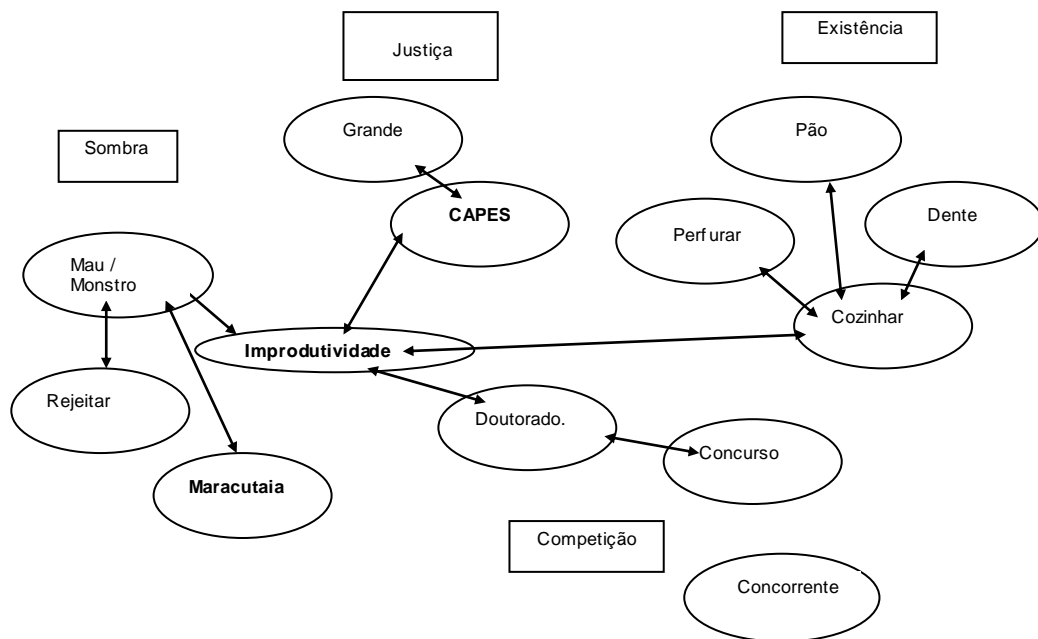 Justiça
Existência
Grande
Pão
Sombra
CAPES
Dente
Perfurar
Mau /
Monstro
Cozinhar
Improdutividade
Rejeitar
Doutorado.
Concurso
Maracutaia
Competição
Concorrente